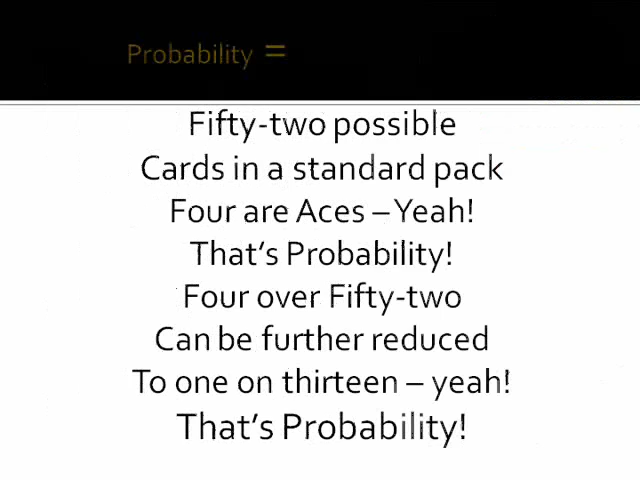 Probability =
Fifty-two possible
Cards in a standard pack
Four are Aces – Yeah!
That's Probability!
Four over Fifty-two
Can be further reduced
To one on thirteen – yeah!
That's Probability!